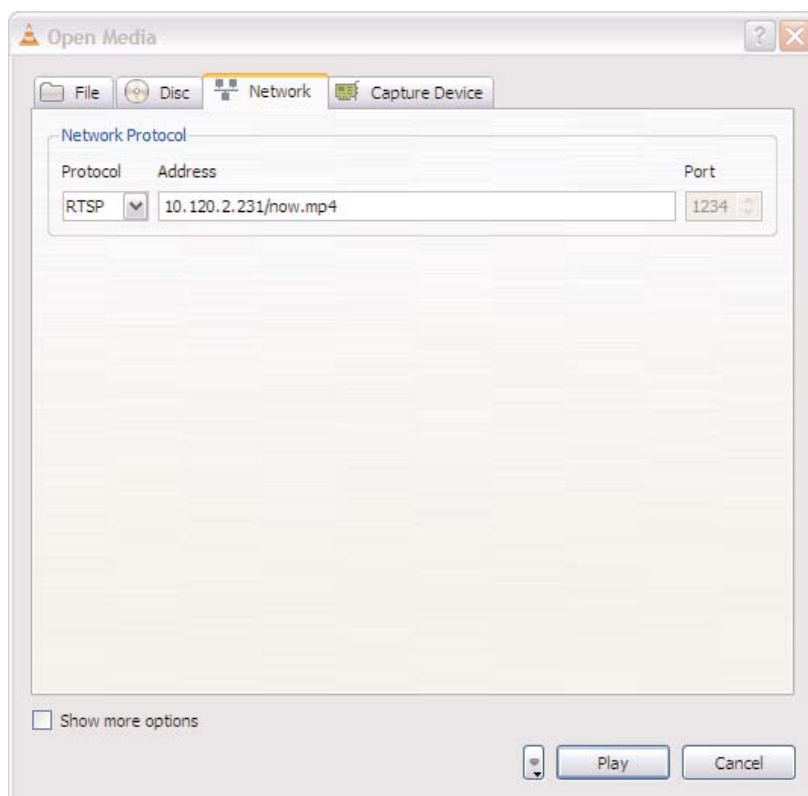 Open Media
File Disc Network Capture Device
Network Protocol
Protocol Address Port
RTSP 10.120.2.231/now.mp4 1234
Show more options
Play Cancel